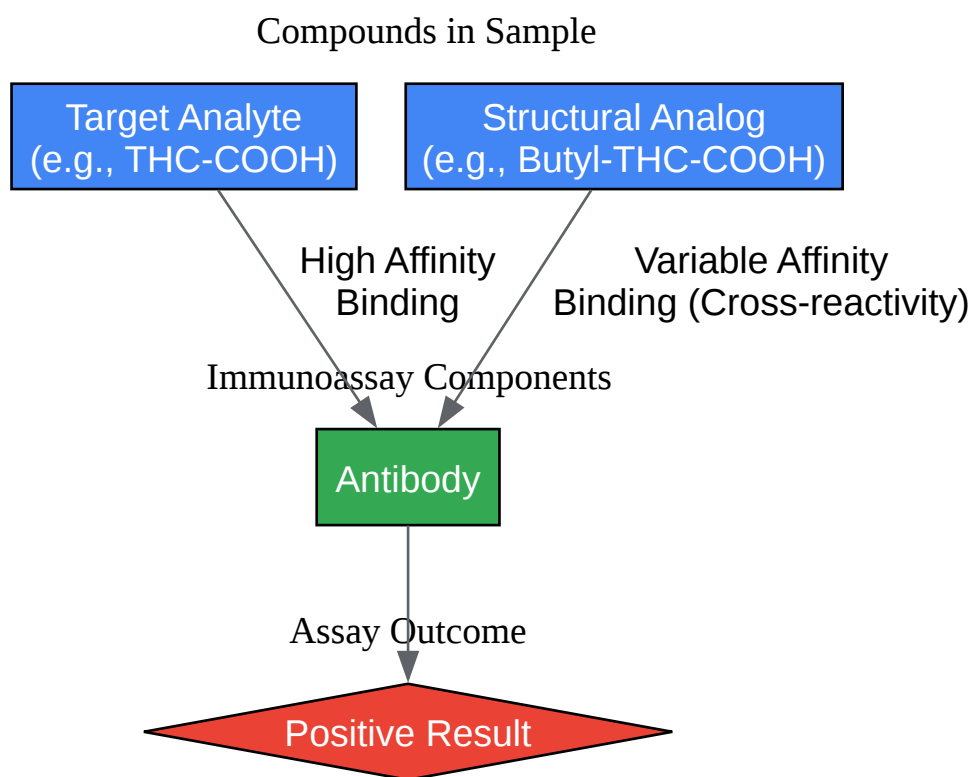 Compounds in Sample
Target Analyte
(e.g., THC-COOH)
Structural Analog
(e.g., Butyl-THC-COOH)
High Affinity
Binding
Variable Affinity
Binding (Cross-reactivity)
Immunoassay Components
Antibody
Assay Outcome
Positive Result